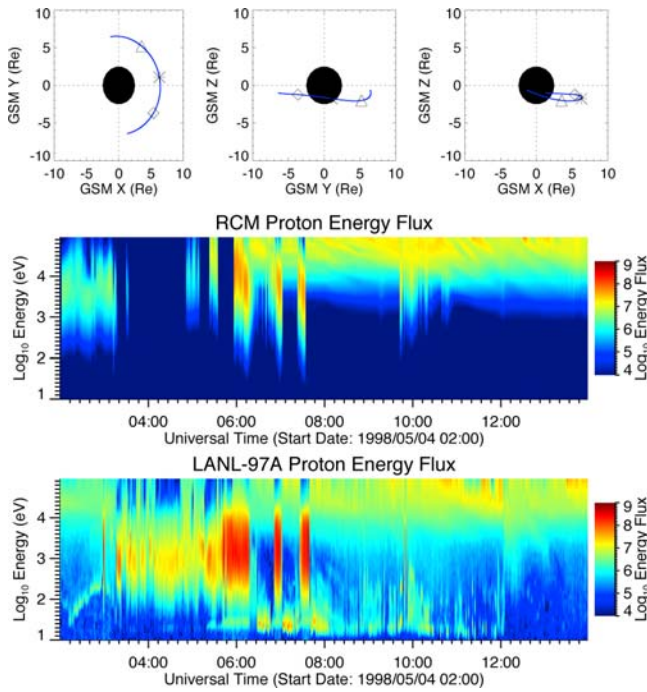 10
5
0
-5
-10
GSM Y (Re)
-10 -5 0 5 10
GSM X (Re)
10
5
0
-5
-10
GSM Z (Re)
-10 -5 0 5 10
GSM Y (Re)
10
5
0
-5
-10
GSM Z (Re)
-10 -5 0 5 10
GSM X (Re)
RCM Proton Energy Flux
Log10 Energy (eV)
4
3
2
1
04:00 06:00 08:00 10:00 12:00
Universal Time (Start Date: 1998/05/04 02:00)
9
8
7
6
5
4
Log10 Energy Flux
LANL-97A Proton Energy Flux
Log10 Energy (eV)
4
3
2
1
04:00 06:00 08:00 10:00 12:00
Universal Time (Start Date: 1998/05/04 02:00)
9
8
7
6
5
4
Log10 Energy Flux